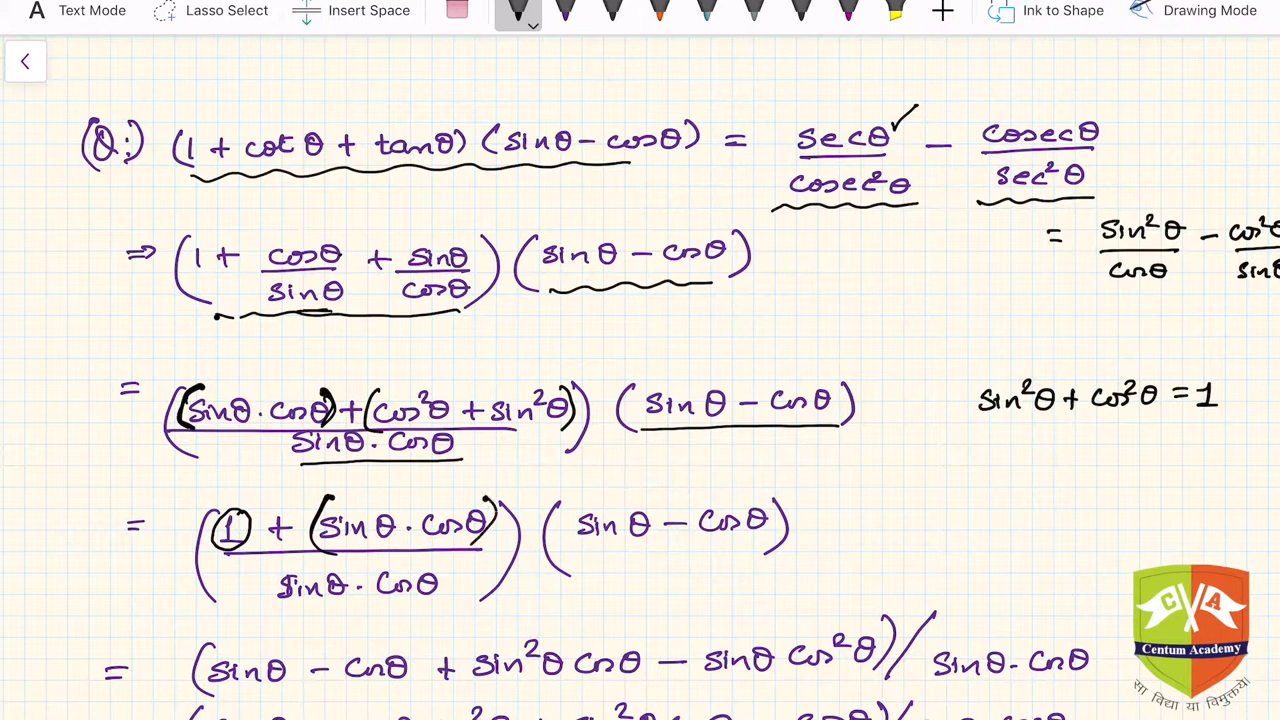 Text Mode Lasso Select Insert Space Ink to Shape Drawing Mode
(Q:) (1 + cot θ + tanθ) (sinθ - cosθ) = secθ/cosec²θ - cosecθ/sec²θ
= sin²θ/cosθ - cos²θ/sinθ
⇒ (1 + cosθ/sinθ + sinθ/cosθ) (sinθ - cosθ)
= ((sinθ·cosθ) + (cos²θ + sin²θ)/sinθ·cosθ) (sinθ - cosθ)
sin²θ + cos²θ = 1
= (1 + (sinθ·cosθ)/sinθ·cosθ) (sinθ - cosθ)
= (sinθ - cosθ + sin²θ cosθ - sinθ cos²θ)/sinθ·cosθ
C A
Centum Academy
सा विद्या या विमुक्तये।